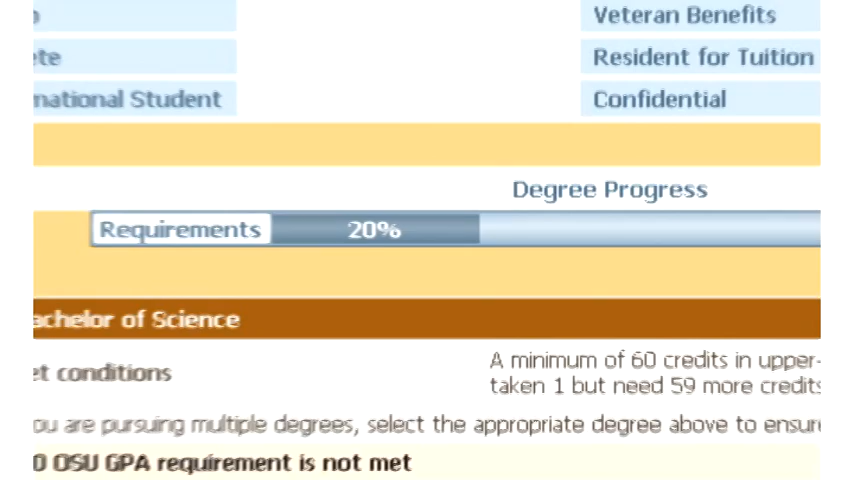 Veteran Benefits
Resident for Tuition
national Student
Confidential
Degree Progress
Requirements 20%
achelor of Science
et conditions
A minimum of 60 credits in upper-
taken 1 but need 59 more credits
ou are pursuing multiple degrees, select the appropriate degree above to ensur
0 OSU GPA requirement is not met